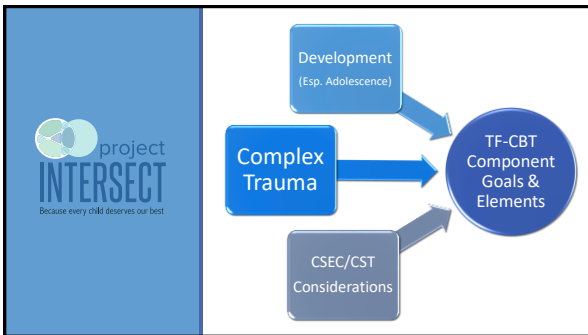 project
INTERSECT
Because every child deserves our best
Development
(Esp. Adolescence)
Complex
Trauma
CSEC/CST
Considerations
TF-CBT
Component
Goals &
Elements